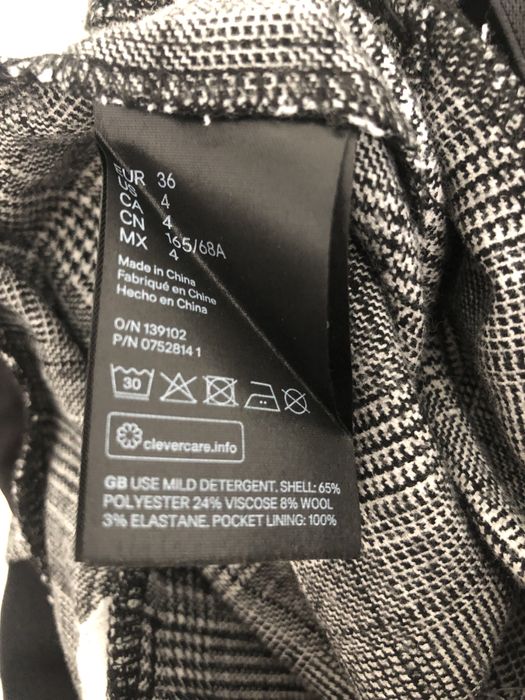 EUR 36
US 4
CA 4
CN 165/68A
MX 4
Made in China
Fabriqué en Chine
Hecho en China
O/N 139102
P/N 0752814 1
30
clevercare.info
GB USE MILD DETERGENT. SHELL: 65%
POLYESTER 24% VISCOSE 8% WOOL
3% ELASTANE. POCKET LINING: 100%